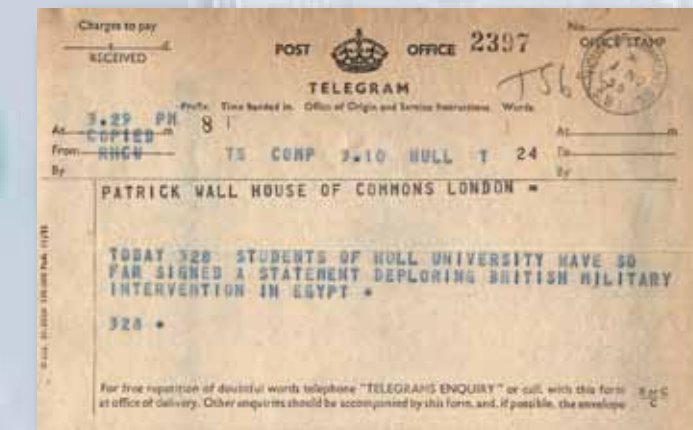 Charges to pay
s. d.
RECEIVED
POST OFFICE 2397
TELEGRAM
No.
OFFICE STAMP
Prefix. Time handed in. Office of Origin and Service Instructions. Words.
8
At 3.29 PM m
COPIED
From
By
TS COMP 3.10 HULL T 24
At m
To
By
PATRICK WALL HOUSE OF COMMONS LONDON =
TODAY 328 STUDENTS OF HULL UNIVERSITY HAVE SO
FAR SIGNED A STATEMENT DEPLORING BRITISH MILITARY
INTERVENTION IN EGYPT +
328 +
For free repetition of doubtful words telephone "TELEGRAMS ENQUIRY" or call, with this form
at office of delivery. Other enquiries should be accompanied by this form, and, if possible, the envelope